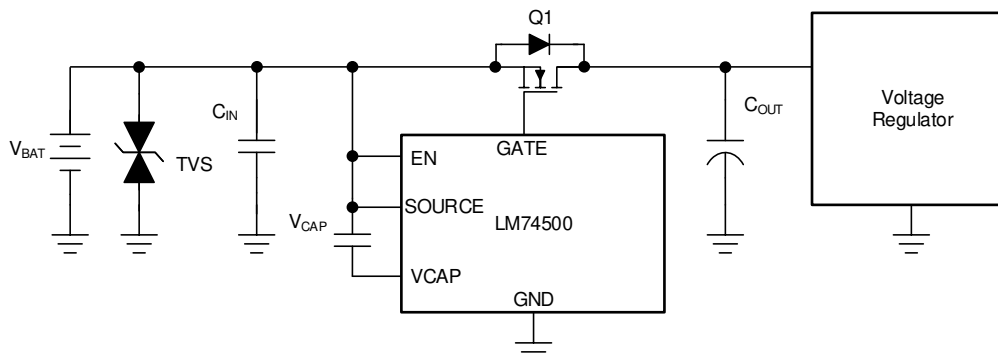 Q1
V_BAT
TVS
C_IN
V_CAP
EN
SOURCE
VCAP
GATE
LM74500
GND
C_OUT
Voltage
Regulator